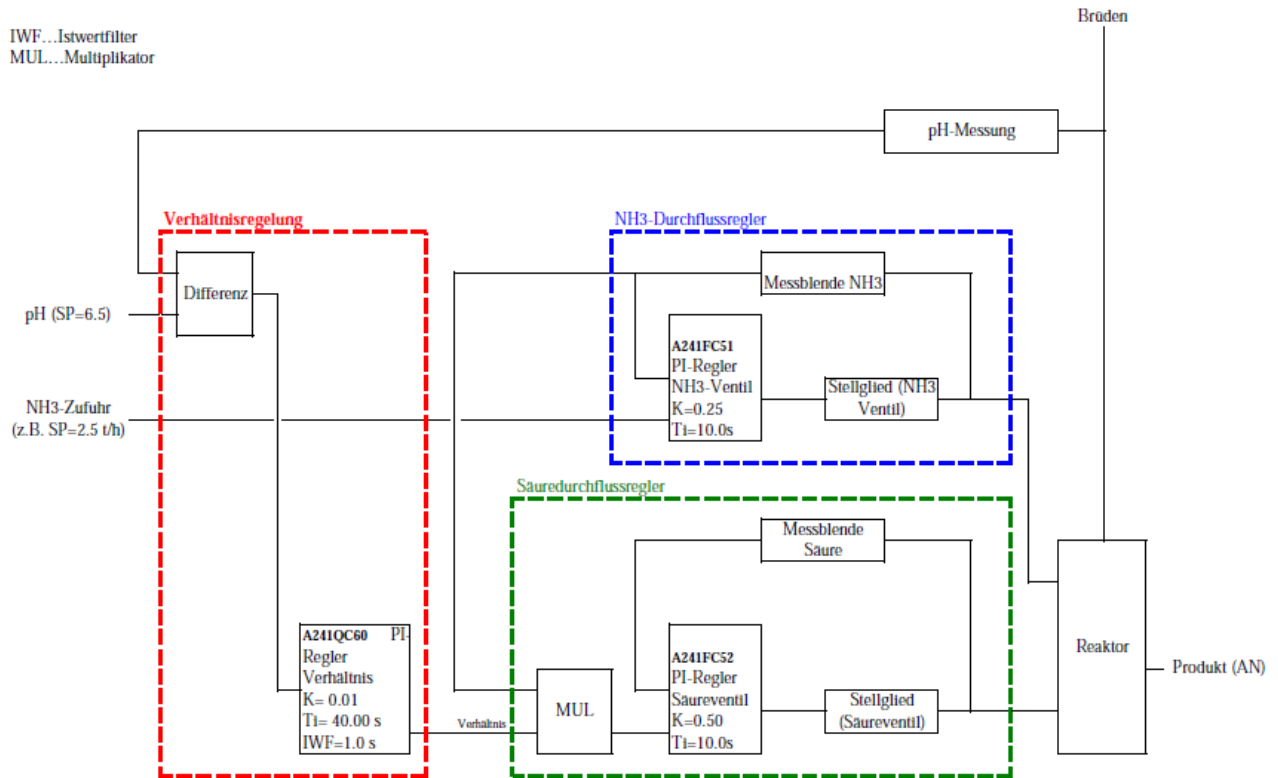 Brüden
IWF...Istwertfilter
MUL...Multiplikator
pH-Messung
Verhältnisregelung
NH3-Durchflussregler
Differenz
Messblende NH3
pH (SP=6.5)
A241FC51
PI-Regler
NH3-Ventil
K=0.25
Ti=10.0s
Stellglied (NH3
Ventil)
NH3-Zufuhr
(z.B. SP=2.5 t/h)
Säuredurchflussregler
Messblende
Säure
A241QC60 PI-
Regler
Verhältnis
K= 0.01
Ti= 40.00 s
IWF=1.0 s
Verhältnis
MUL
A241FC52
PI-Regler
Säureventil
K=0.50
Ti=10.0s
Stellglied
(Säureventil)
Reaktor
Produkt (AN)